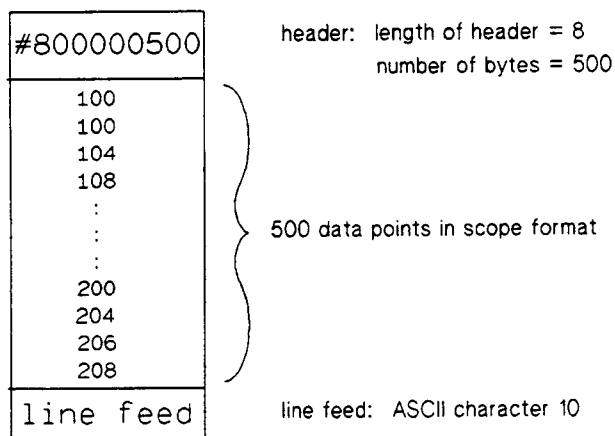 #800000500
header: length of header = 8
number of bytes = 500
100
100
104
108
:
:
:
500 data points in scope format
200
204
206
208
line feed
line feed: ASCII character 10